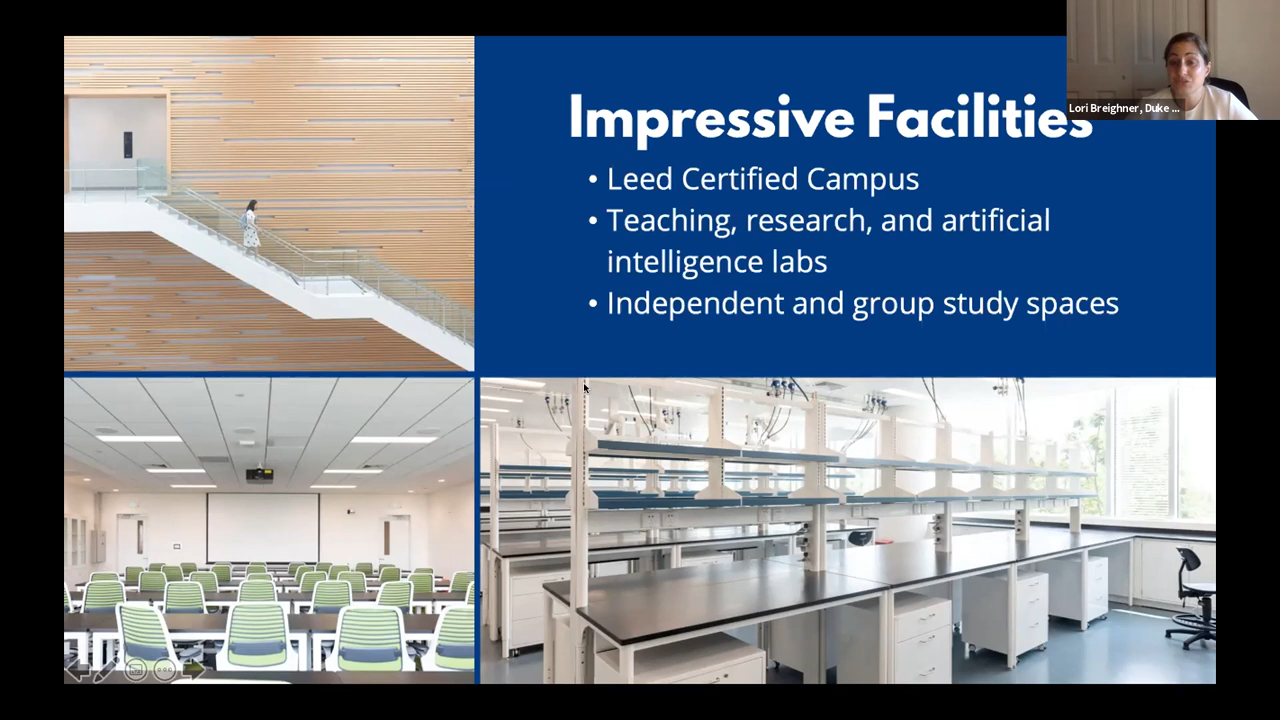 Impressive Facilities
• Leed Certified Campus
• Teaching, research, and artificial
intelligence labs
• Independent and group study spaces
Lori Breighner, Duke ...